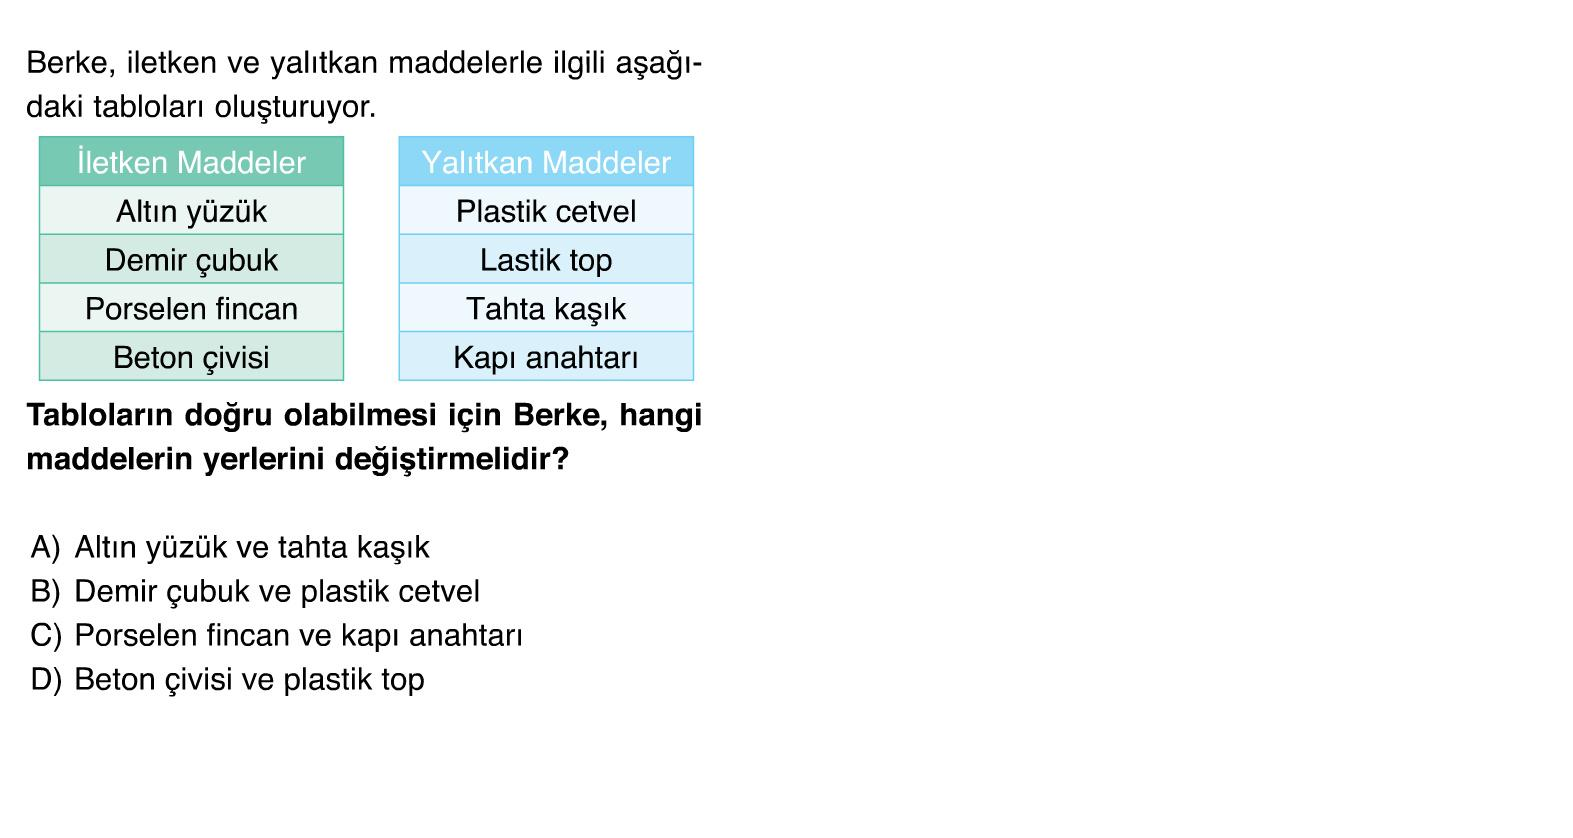 Berke, iletken ve yalıtkan maddelerle ilgili aşağı-
daki tabloları oluşturuyor.
İletken Maddeler
Altın yüzük
Demir çubuk
Porselen fincan
Beton çivisi
Yalıtkan Maddeler
Plastik cetvel
Lastik top
Tahta kaşık
Kapı anahtarı
Tabloların doğru olabilmesi için Berke, hangi
maddelerin yerlerini değiştirmelidir?
A) Altın yüzük ve tahta kaşık
B) Demir çubuk ve plastik cetvel
C) Porselen fincan ve kapı anahtarı
D) Beton çivisi ve plastik top